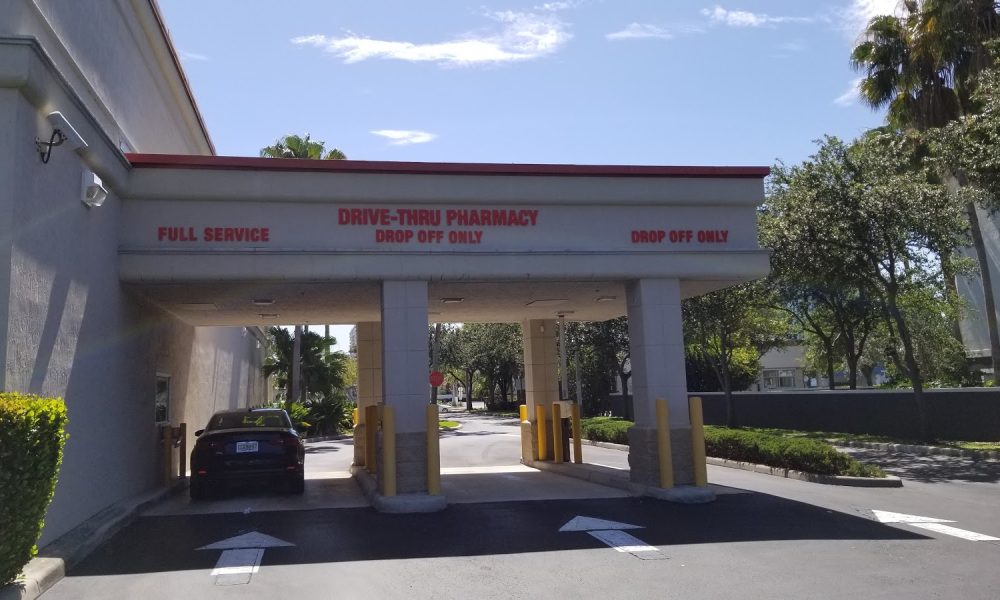 FULL SERVICE
DRIVE-THRU PHARMACY
DROP OFF ONLY
DROP OFF ONLY